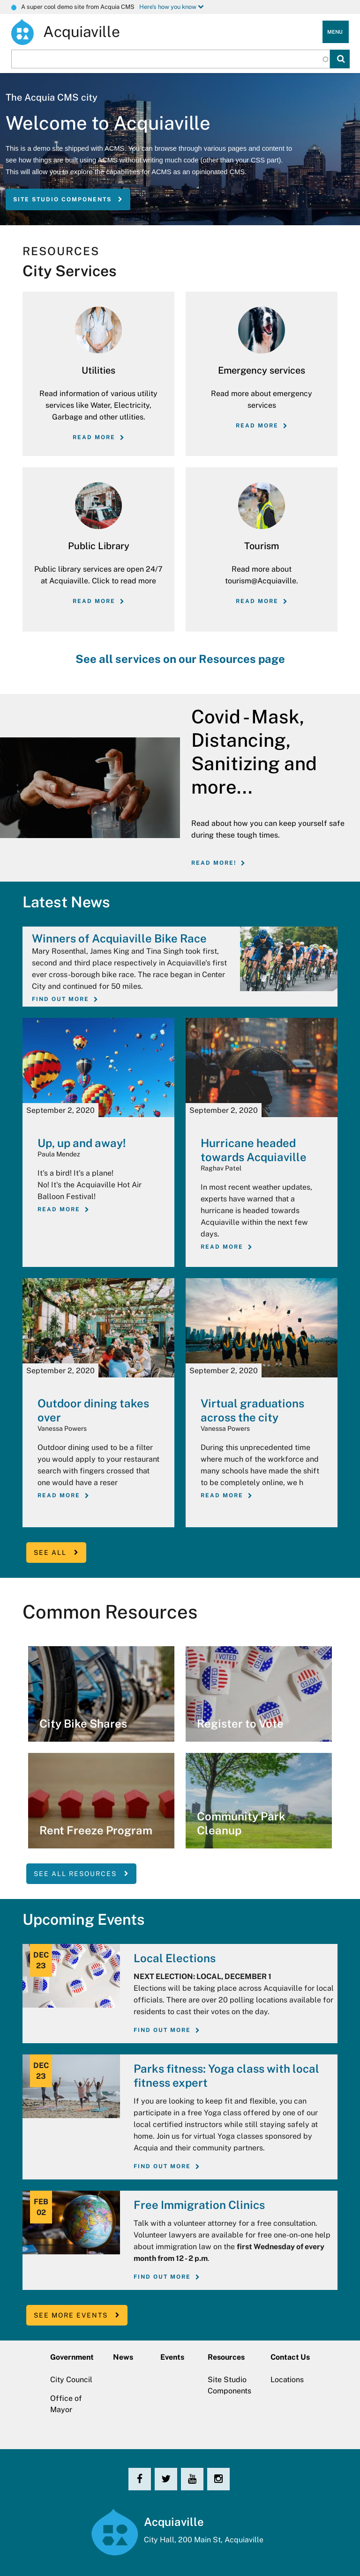 A super cool demo site from Acquia CMS Here's how you know
Acquiaville
MENU
The Acquia CMS city
Welcome to Acquiaville
This is a demo site shipped with ACMS. You can browse through various pages and content to
see how things are built using ACMS without writing much code (other than your CSS part).
This will allow you to explore the capabilities for ACMS as an opinionated CMS.
SITE STUDIO COMPONENTS
RESOURCES
City Services
Utilities
Read information of various utility
services like Water, Electricity,
Garbage and other utlities.
READ MORE
Emergency services
Read more about emergency
services
READ MORE
Public Library
Public library services are open 24/7
at Acquiaville. Click to read more
READ MORE
Tourism
Read more about
tourism@Acquiaville.
READ MORE
See all services on our Resources page
Covid - Mask,
Distancing,
Sanitizing and
more...
Read about how you can keep yourself safe
during these tough times.
READ MORE!
Latest News
Winners of Acquiaville Bike Race
Mary Rosenthal, James King and Tina Singh took first,
second and third place respectively in Acquiaville's first
ever cross-borough bike race. The race began in Center
City and continued for 50 miles.
FIND OUT MORE
September 2, 2020
Up, up and away!
Paula Mendez
It's a bird! It's a plane!
No! It's the Acquiaville Hot Air
Balloon Festival!
READ MORE
September 2, 2020
Hurricane headed
towards Acquiaville
Raghav Patel
In most recent weather updates,
experts have warned that a
hurricane is headed towards
Acquiaville within the next few
days.
READ MORE
September 2, 2020
Outdoor dining takes
over
Vanessa Powers
Outdoor dining used to be a filter
you would apply to your restaurant
search with fingers crossed that
one would have a reser
READ MORE
September 2, 2020
Virtual graduations
across the city
Vanessa Powers
During this unprecedented time
where much of the workforce and
many schools have made the shift
to be completely online, we h
READ MORE
SEE ALL
Common Resources
City Bike Shares
Register to Vote
Rent Freeze Program
Community Park
Cleanup
SEE ALL RESOURCES
Upcoming Events
DEC
23
Local Elections
NEXT ELECTION: LOCAL, DECEMBER 1
Elections will be taking place across Acquiaville for local
officials. There are over 20 polling locations available for
residents to cast their votes on the day.
FIND OUT MORE
DEC
23
Parks fitness: Yoga class with local
fitness expert
If you are looking to keep fit and flexible, you can
participate in a free Yoga class offered by one of our
local certified instructors while still staying safely at
home. Join us for virtual Yoga classes sponsored by
Acquia and their community partners.
FIND OUT MORE
FEB
02
Free Immigration Clinics
Talk with a volunteer attorney for a free consultation.
Volunteer lawyers are available for free one-on-one help
about immigration law on the first Wednesday of every
month from 12 - 2 p.m.
FIND OUT MORE
SEE MORE EVENTS
Government
City Council
Office of
Mayor
News
Events
Resources
Site Studio
Components
Contact Us
Locations
Acquiaville
City Hall, 200 Main St, Acquiaville